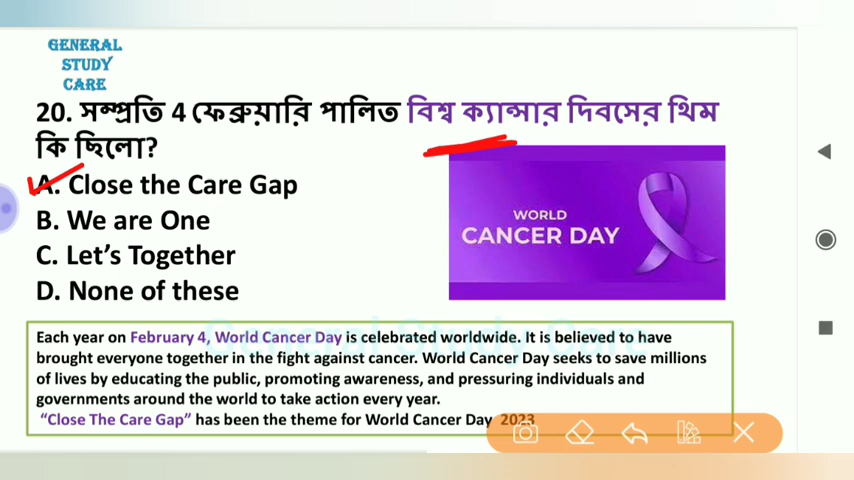 GENERAL
STUDY
CARE
20. সম্প্রতি 4 ফেব্রুয়ারি পালিত বিশ্ব ক্যান্সার দিবসের থিম
কি ছিলো?
A. Close the Care Gap
B. We are One
C. Let’s Together
D. None of these
WORLD
CANCER DAY
General Study Care
Each year on February 4, World Cancer Day is celebrated worldwide. It is believed to have
brought everyone together in the fight against cancer. World Cancer Day seeks to save millions
of lives by educating the public, promoting awareness, and pressuring individuals and
governments around the world to take action every year.
“Close The Care Gap” has been the theme for World Cancer Day 2023